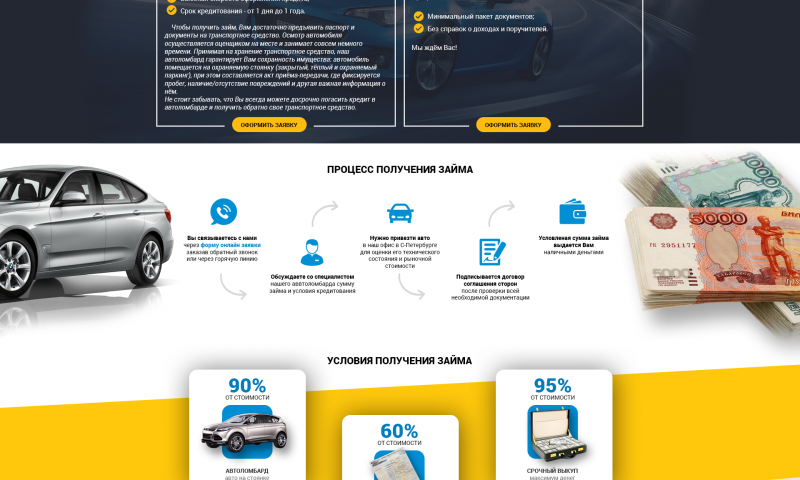 Срок кредитования - от 1 дня до 1 года.
Чтобы получить займ, Вам достаточно предъявить паспорт и
документы на транспортное средство. Осмотр автомобиля
осуществляется оценщиком на месте и занимает совсем немного
времени. Принимая на хранение транспортное средство, наш
автоломбард гарантирует Вам сохранность имущества: автомобиль
помещается на охраняемую стоянку (закрытый, тёплый и охраняемый
паркинг), при этом составляется акт приёма-передачи, где фиксируется
пробег, наличие/отсутствие повреждений и другая важная информация о
нём.
Не стоит забывать, что Вы всегда можете досрочно погасить кредит в
автоломбарде и получить обратно свое транспортное средство.
ОФОРМИТЬ ЗАЯВКУ
Минимальный пакет документов;
Без справок о доходах и поручителей.
Мы ждём Вас!
ОФОРМИТЬ ЗАЯВКУ
ПРОЦЕСС ПОЛУЧЕНИЯ ЗАЙМА
Вы связываетесь с нами
через форму онлайн заявки
заказав обратный звонок
или через горячую линию
Обсуждаете со специалистом
нашего автоломбарда сумму
займа и условия кредитования
Нужно привезти авто
в наш офис в С-Петербурге
для оценки его технического
состояния и рыночной
стоимости
Подписывается договор
соглашения сторон
после проверки всей
необходимой документации
Условленная сумма займа
выдается Вам
наличными деньгами
1000
5000
5000
УСЛОВИЯ ПОЛУЧЕНИЯ ЗАЙМА
90%
ОТ СТОИМОСТИ
АВТОЛОМБАРД
авто на стоянке
60%
ОТ СТОИМОСТИ
95%
ОТ СТОИМОСТИ
СРОЧНЫЙ ВЫКУП
максимум денег